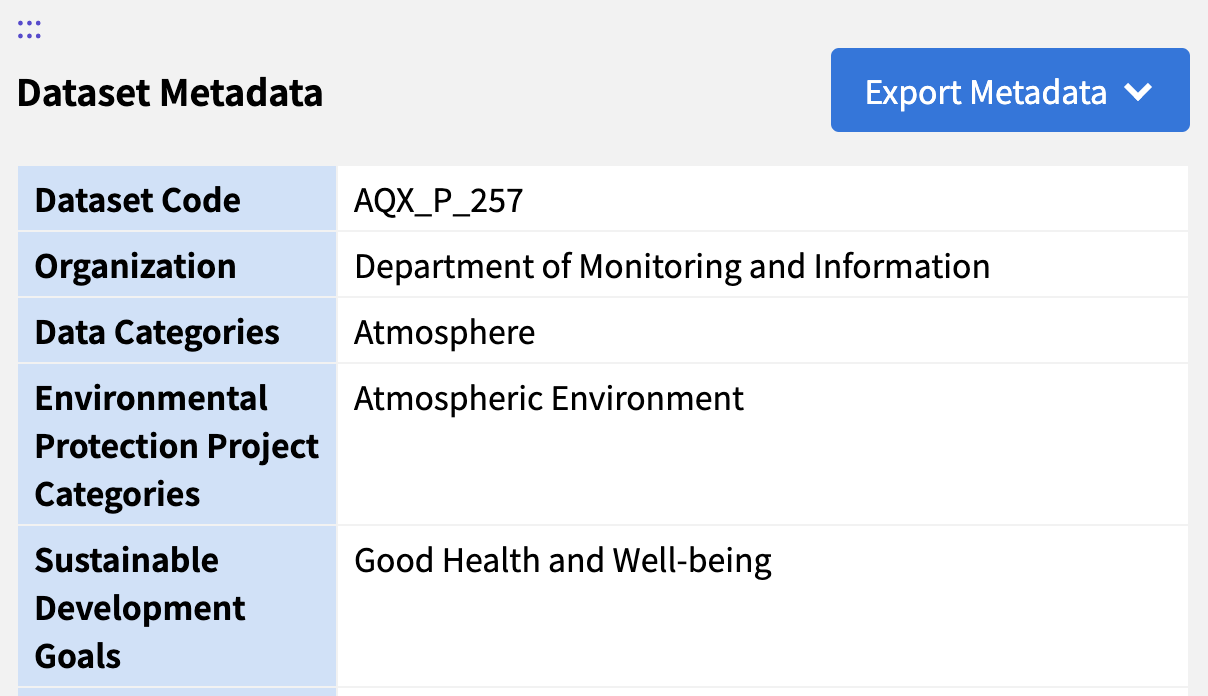 Dataset Metadata
Export Metadata
Dataset Code AQX_P_257
Organization Department of Monitoring and Information
Data Categories Atmosphere
Environmental Atmospheric Environment
Protection Project
Categories
Sustainable Good Health and Well-being
Development
Goals